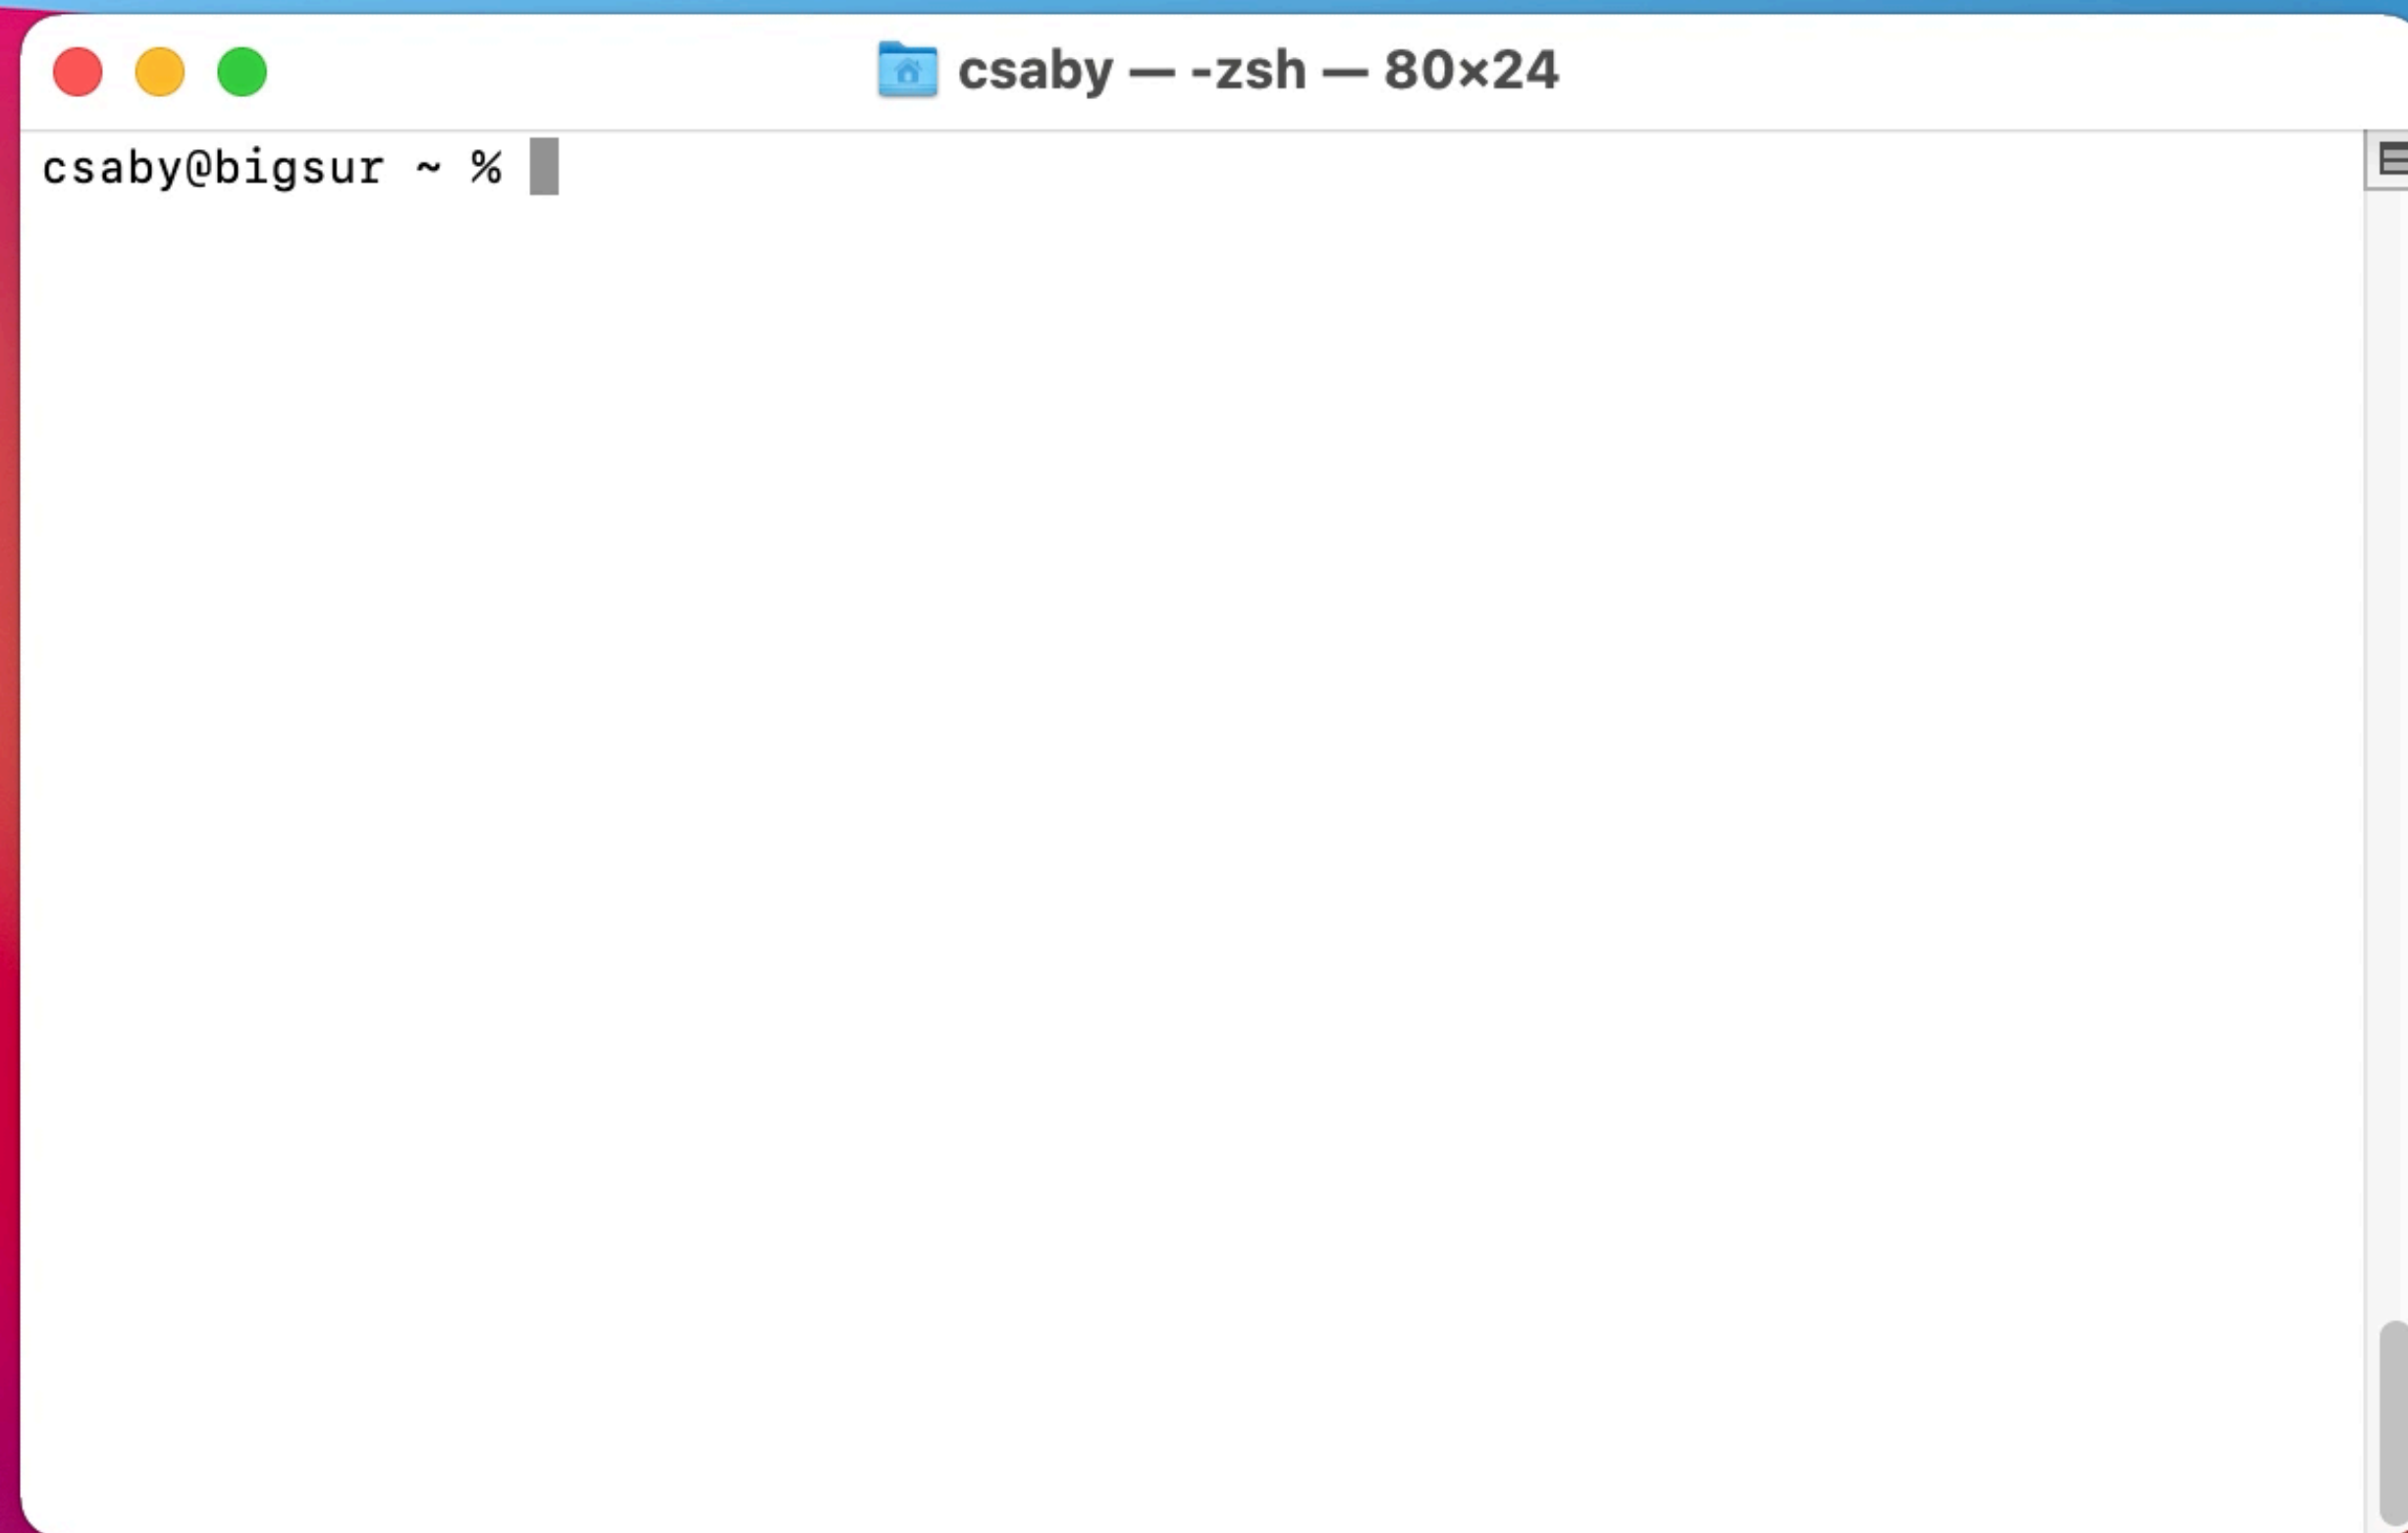 csaby — -zsh — 80×24
csaby@bigsur ~ %